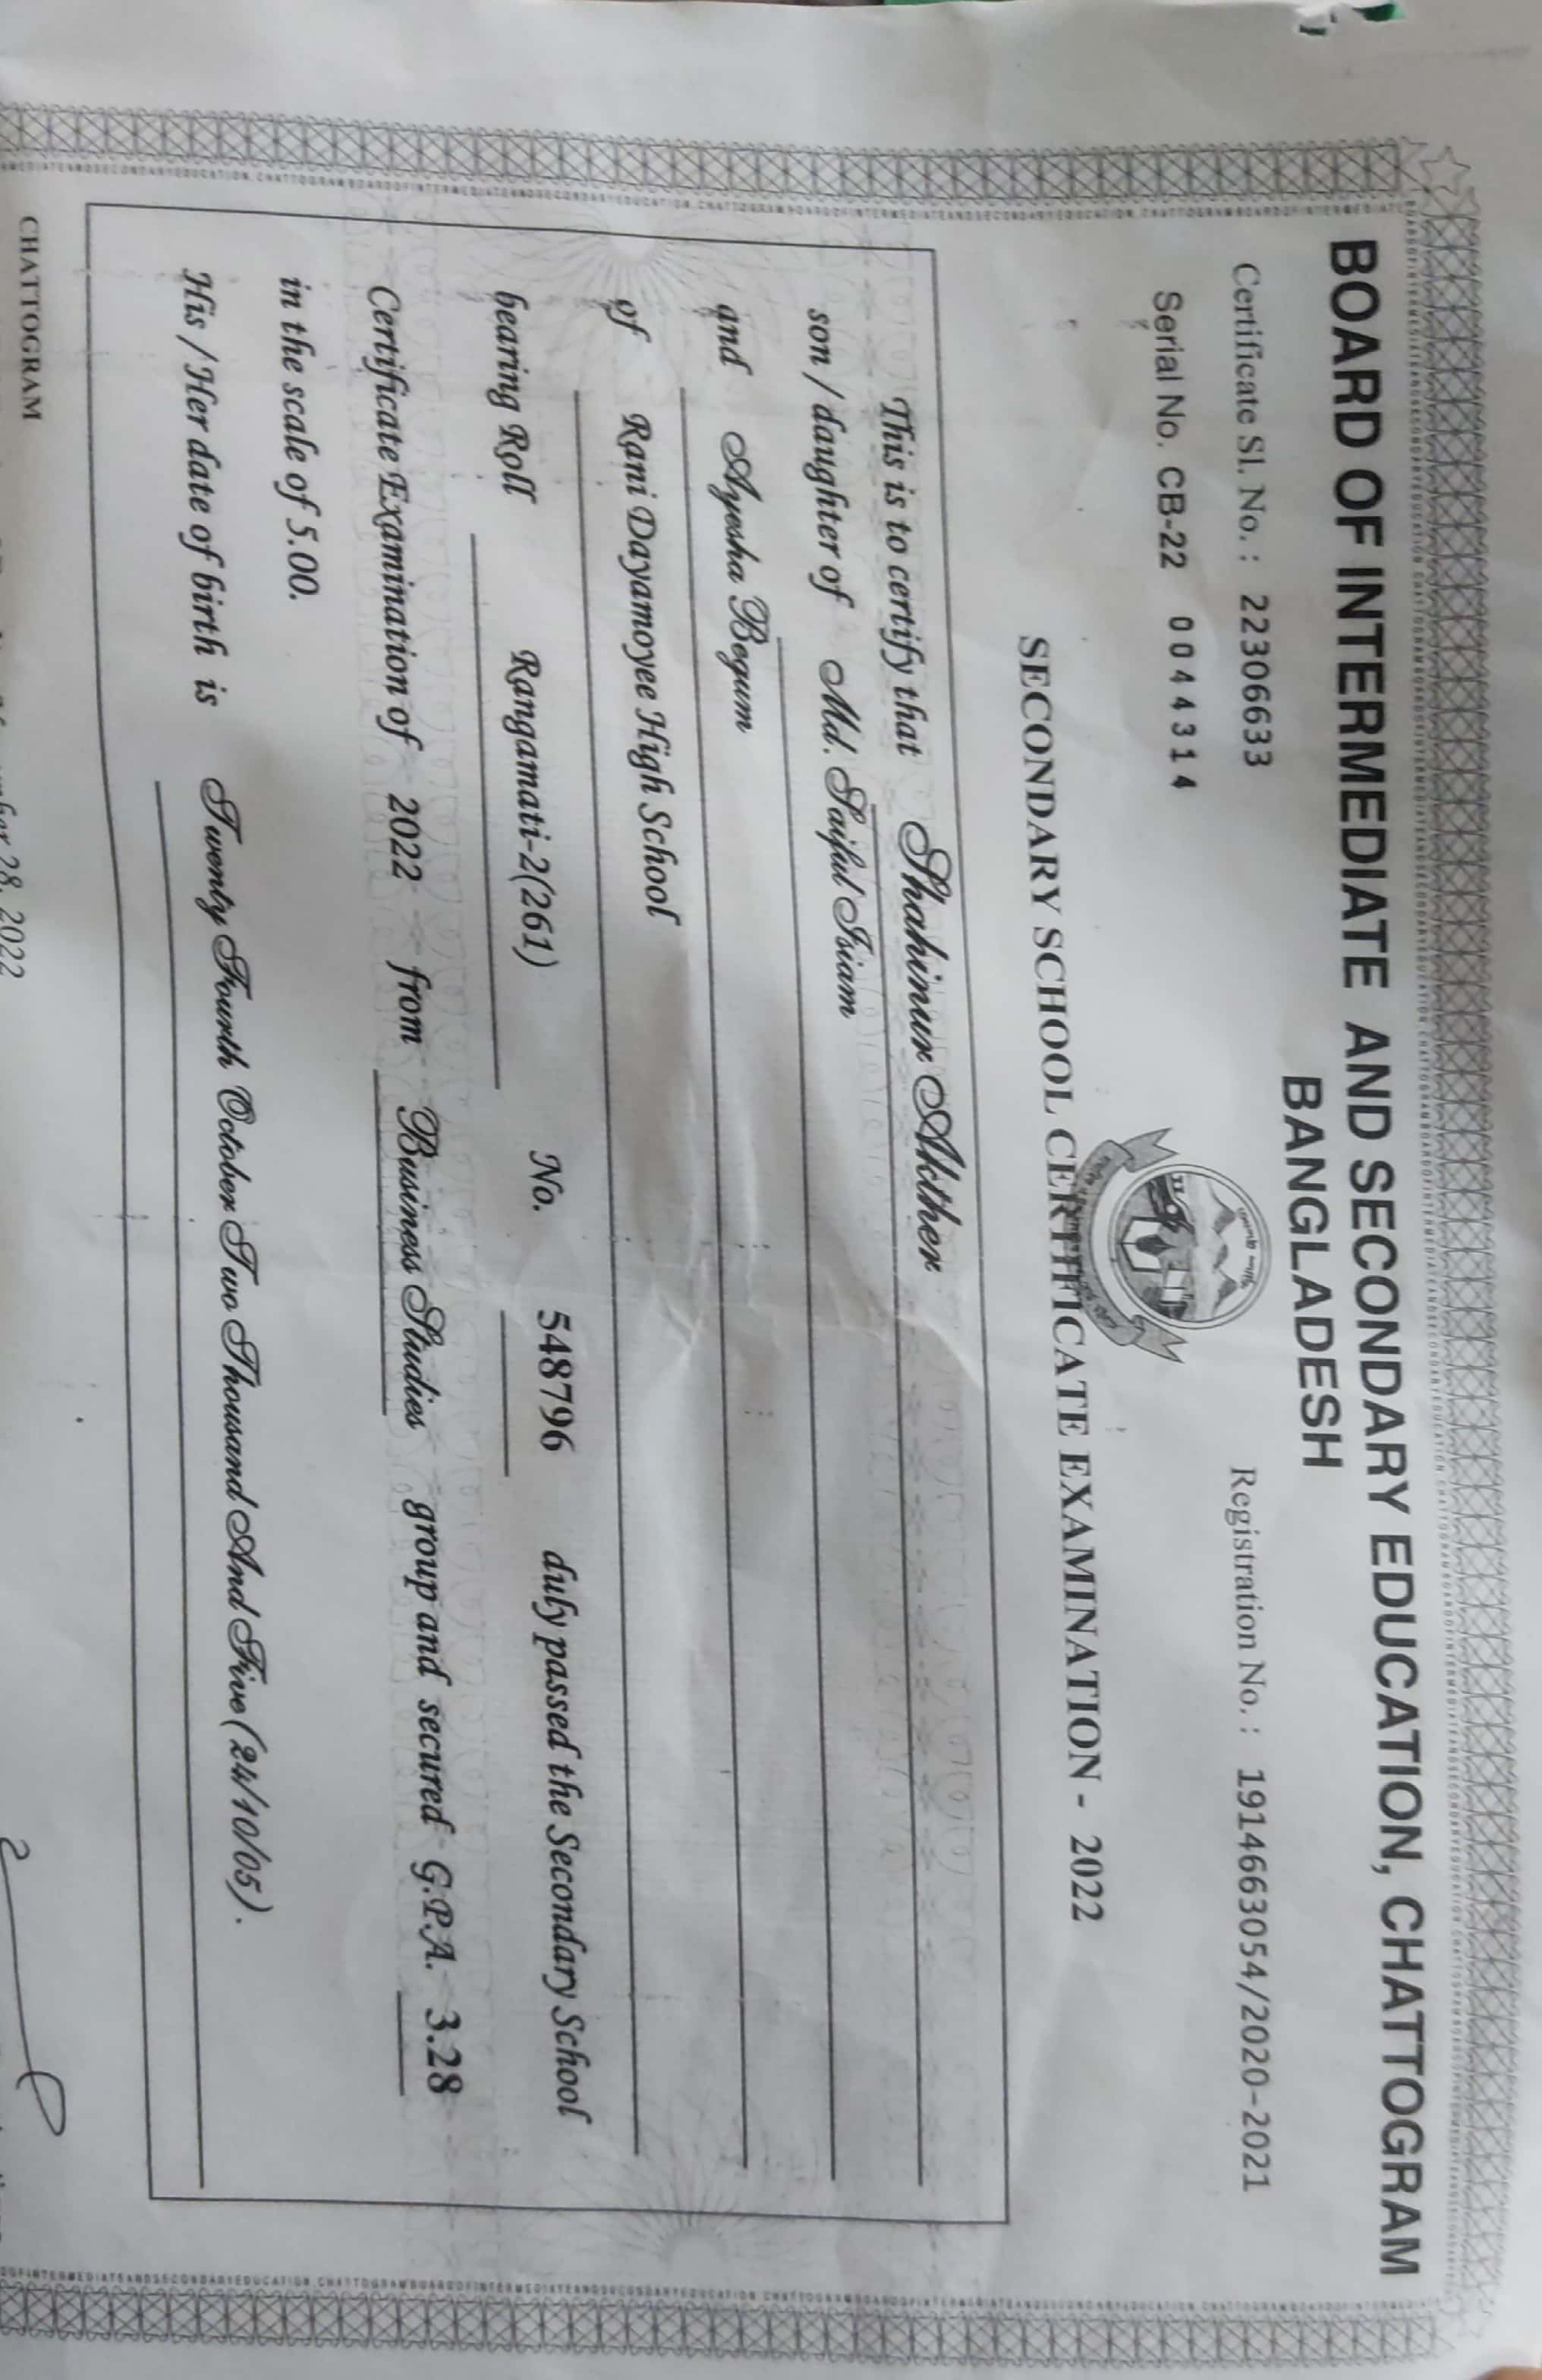 BOARD OF INTERMEDIATE AND SECONDARY EDUCATION, CHATTOGRAM
BANGLADESH
Certificate Sl. No. : 22306633
Registration No. : 1914663054/2020-2021
Serial No. CB-22 0044314
SECONDARY SCHOOL CERTIFICATE EXAMINATION - 2022
This is to certify that Shahinur Akther
son / daughter of Md. Saiful Isiam
and Ayesha Begum
of Rani Dayamoyee High School
bearing Roll Rangamati-2(261) No. 548796 duly passed the Secondary School
Certificate Examination of 2022 from Business Studies group and secured G.P.A. 3.28
in the scale of 5.00.
His / Her date of birth is Twenty Fourth October Two Thousand And Five (24/10/05).
CHATTOGRAM
28, 2022